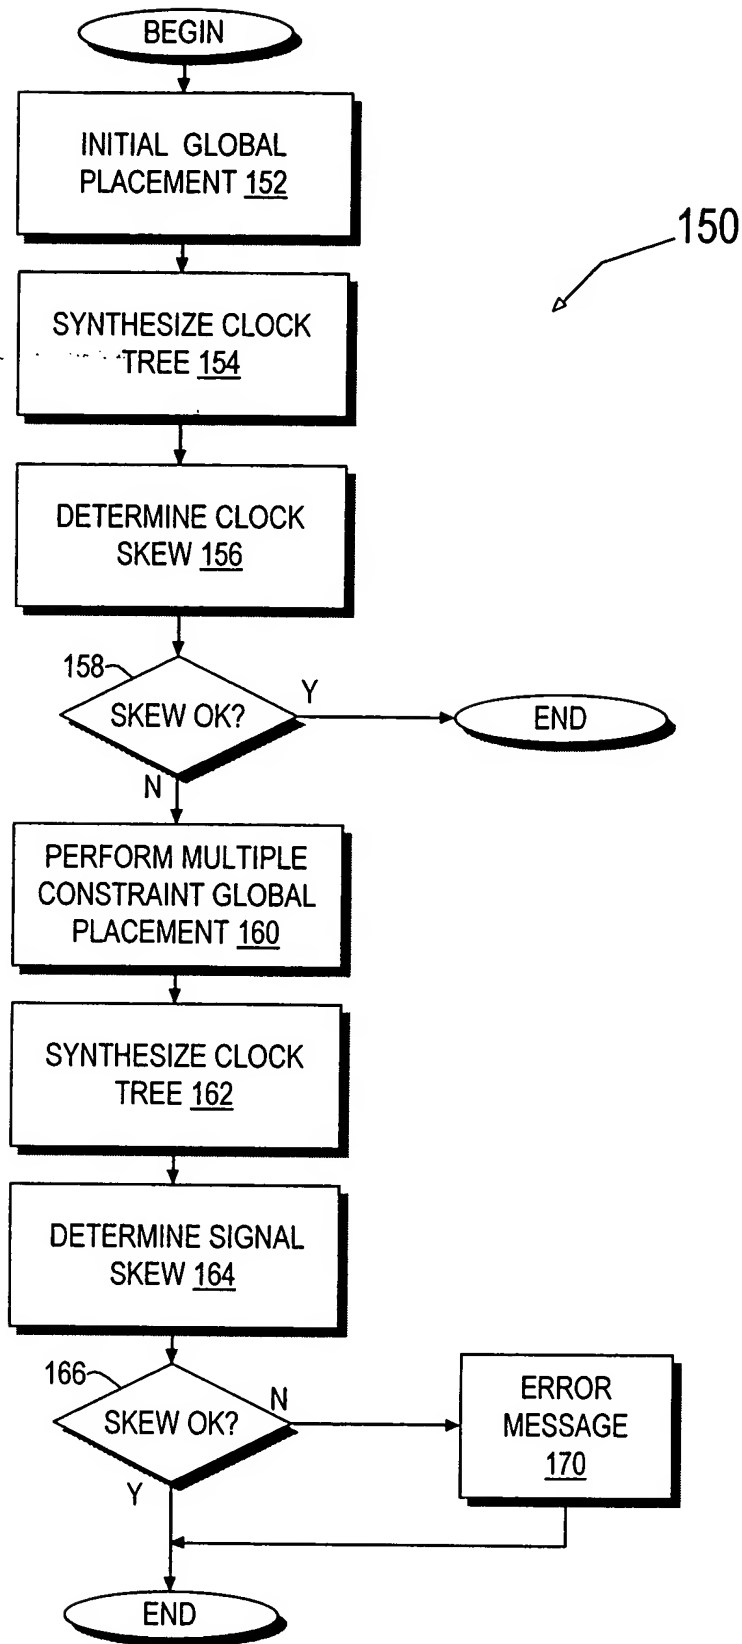 BEGIN
INITIAL GLOBAL
PLACEMENT 152
150
SYNTHESIZE CLOCK
TREE 154
DETERMINE CLOCK
SKEW 156
158
SKEW OK?
Y
END
N
PERFORM MULTIPLE
CONSTRAINT GLOBAL
PLACEMENT 160
SYNTHESIZE CLOCK
TREE 162
DETERMINE SIGNAL
SKEW 164
166
SKEW OK?
N
ERROR
MESSAGE
170
Y
END